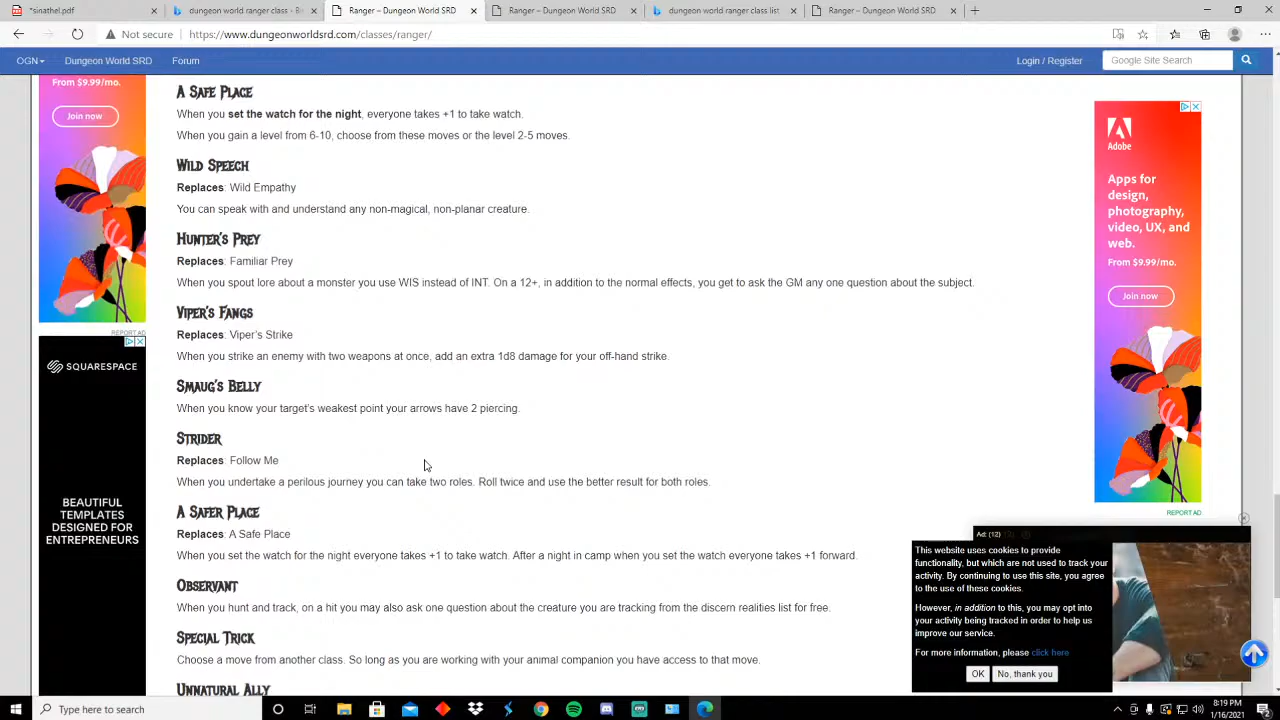 *sinathel.pdf
dungeon world ranger class - Bi
Ranger – Dungeon World SRD
Ranger – Dungeon World SRD
dungeon world ranger class list
Ranger – Dungeon World SRD
Not secure
https://www.dungeonworldsrd.com/classes/ranger/
OGN
Dungeon World SRD
Forum
Login / Register
Google Site Search
From $9.99/mo.
Join now
REPORT AD
SQUARESPACE
BEAUTIFUL
TEMPLATES
DESIGNED FOR
ENTREPRENEURS
A Safe Place
When you set the watch for the night, everyone takes +1 to take watch.
When you gain a level from 6-10, choose from these moves or the level 2-5 moves.
Wild Speech
Replaces: Wild Empathy
You can speak with and understand any non-magical, non-planar creature.
Hunter's Prey
Replaces: Familiar Prey
When you spout lore about a monster you use WIS instead of INT. On a 12+, in addition to the normal effects, you get to ask the GM any one question about the subject.
Viper's Fangs
Replaces: Viper's Strike
When you strike an enemy with two weapons at once, add an extra 1d8 damage for your off-hand strike.
Smaug's Belly
When you know your target's weakest point your arrows have 2 piercing.
Strider
Replaces: Follow Me
When you undertake a perilous journey you can take two roles. Roll twice and use the better result for both roles.
A Safer Place
Replaces: A Safe Place
When you set the watch for the night everyone takes +1 to take watch. After a night in camp when you set the watch everyone takes +1 forward.
Observant
When you hunt and track, on a hit you may also ask one question about the creature you are tracking from the discern realities list for free.
Special Trick
Choose a move from another class. So long as you are working with your animal companion you have access to that move.
Unnatural Ally
Adobe
Apps for
design,
photography,
video, UX, and
web.
From $9.99/mo.
Join now
REPORT AD
Ad: (12)
This website uses cookies to provide
functionality, but which are not used to track your
activity. By continuing to use this site, you agree
to the use of these cookies.
However, in addition to this, you may opt into
your activity being tracked in order to help us
improve our service.
For more information, please click here
OK
No, thank you
Type here to search
8:19 PM
1/16/2021